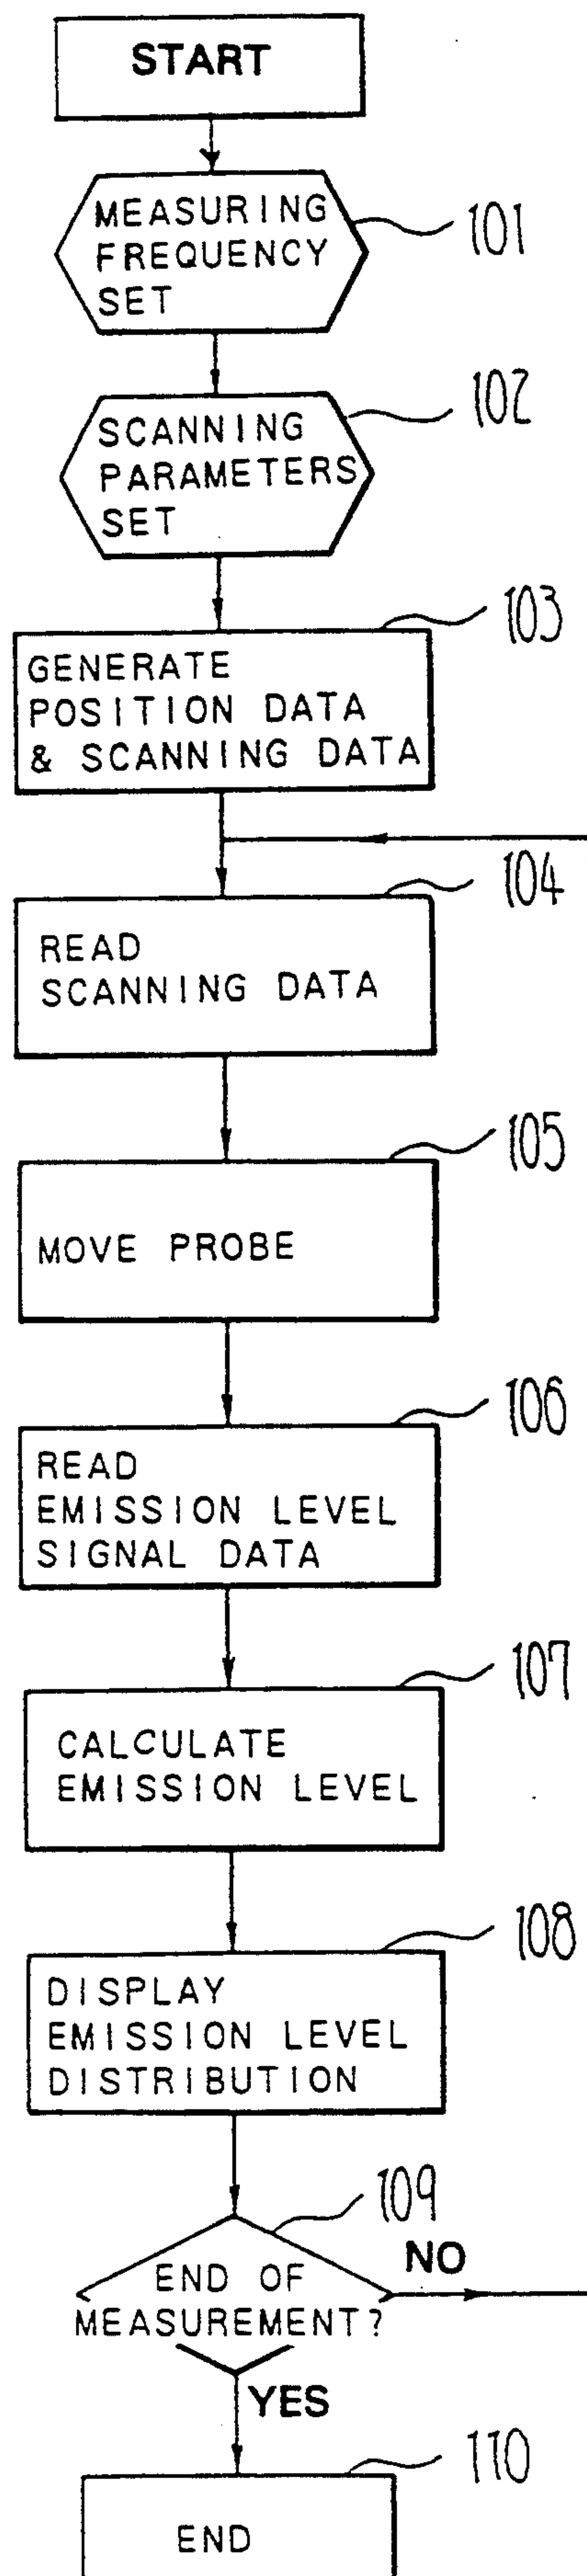 START
MEASURING
FREQUENCY
SET
101
SCANNING
PARAMETERS
SET
102
103
GENERATE
POSITION DATA
& SCANNING DATA
104
READ
SCANNING DATA
105
MOVE PROBE
106
READ
EMISSION LEVEL
SIGNAL DATA
107
CALCULATE
EMISSION LEVEL
108
DISPLAY
EMISSION LEVEL
DISTRIBUTION
109
NO
END OF
MEASUREMENT?
YES
110
END